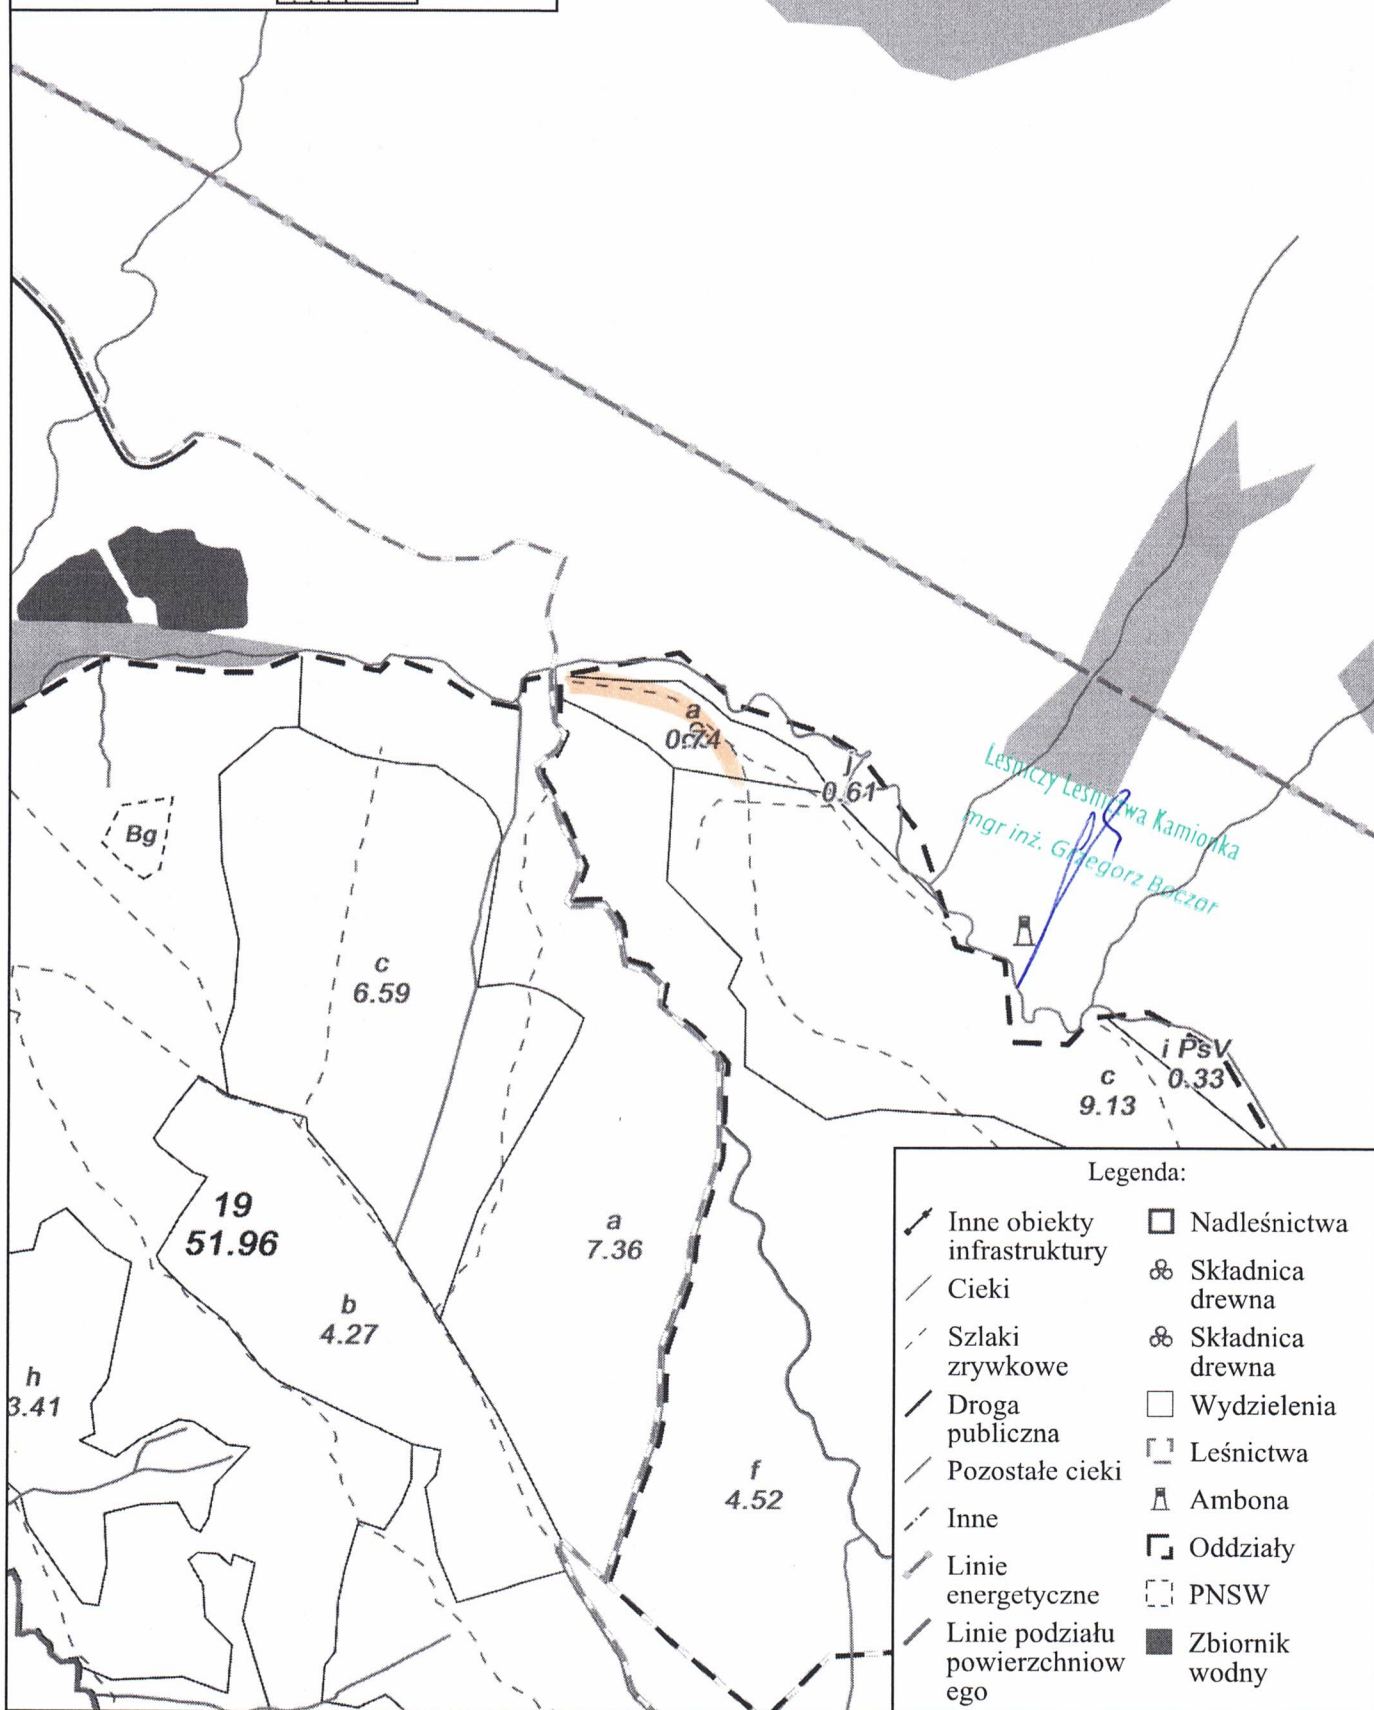 a
0.74
j
0.61
Leśniczy Leśnictwa Kamionka
mgr inż. Grzegorz Boczar
Bg
c
6.59
i PsV
0.33
c
9.13
19
51.96
a
7.36
b
4.27
h
3.41
f
4.52
Legenda:
Inne obiekty
infrastruktury
Cieki
Szlaki
zrywkowe
Droga
publiczna
Pozostałe cieki
Inne
Linie
energetyczne
Linie podziału
powierzchniow
ego
Nadleśnictwa
Składnica
drewna
Składnica
drewna
Wydzielenia
Leśnictwa
Ambona
Oddziały
PNSW
Zbiornik
wodny